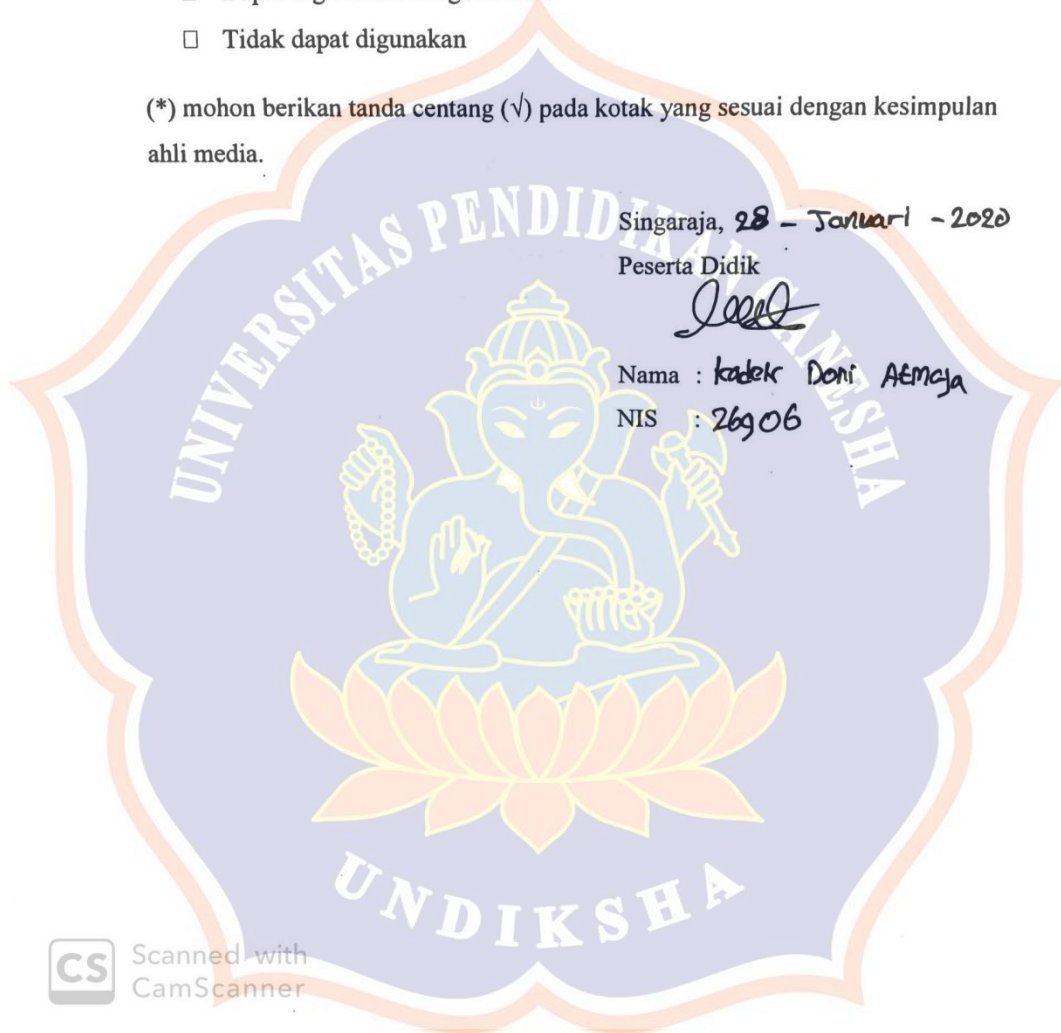 □ Tidak dapat digunakan
(*) mohon berikan tanda centang (√) pada kotak yang sesuai dengan kesimpulan
ahli media.
Singaraja, 28 - Januari - 2020
Peserta Didik
Nama : Kadek Doni Atmaja
NIS : 26906
UNIVERSITAS PENDIDIKAN GANESHA
UNDIKSHA
CS Scanned with
CamScanner